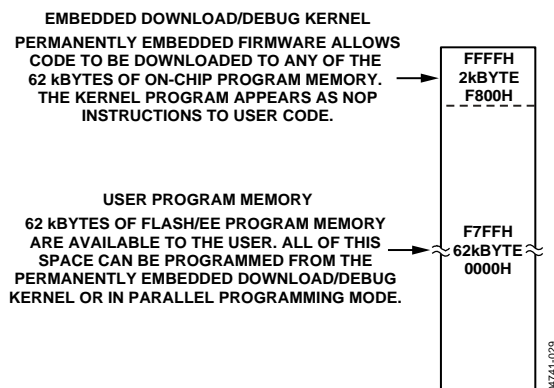 EMBEDDED DOWNLOAD/DEBUG KERNEL
PERMANENTLY EMBEDDED FIRMWARE ALLOWS
CODE TO BE DOWNLOADED TO ANY OF THE
62 kBYTES OF ON-CHIP PROGRAM MEMORY.
THE KERNEL PROGRAM APPEARS AS NOP
INSTRUCTIONS TO USER CODE.
FFFFH
2kBYTE
F800H
USER PROGRAM MEMORY
62 kBYTES OF FLASH/EE PROGRAM MEMORY
ARE AVAILABLE TO THE USER. ALL OF THIS
SPACE CAN BE PROGRAMMED FROM THE
PERMANENTLY EMBEDDED DOWNLOAD/DEBUG
KERNEL OR IN PARALLEL PROGRAMMING MODE.
F7FFH
62kBYTE
0000H
4741-029